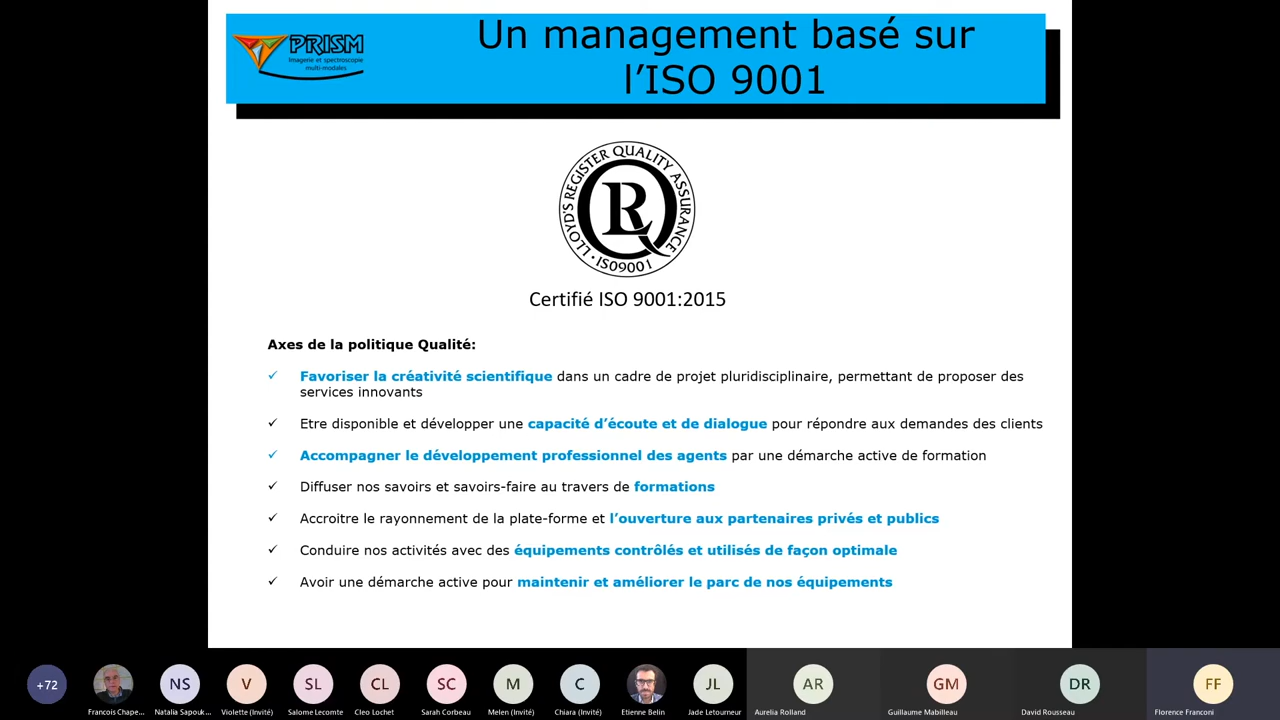 PRISM
Imagerie et spectroscopie
multi-modales
Un management basé sur
l’ISO 9001
LLOYD'S REGISTER QUALITY ASSURANCE
LRQ
· ISO9001
Certifié ISO 9001:2015
Axes de la politique Qualité:
✓ Favoriser la créativité scientifique dans un cadre de projet pluridisciplinaire, permettant de proposer des
services innovants
✓ Etre disponible et développer une capacité d’écoute et de dialogue pour répondre aux demandes des clients
✓ Accompagner le développement professionnel des agents par une démarche active de formation
✓ Diffuser nos savoirs et savoirs-faire au travers de formations
✓ Accroitre le rayonnement de la plate-forme et l’ouverture aux partenaires privés et publics
✓ Conduire nos activités avec des équipements contrôlés et utilisés de façon optimale
✓ Avoir une démarche active pour maintenir et améliorer le parc de nos équipements
+72 NS V SL CL SC M C JL AR GM DR FF
Francois Chape... Natalia Sapouk... Violette (Invité) Salome Lecomte Cleo Lochet Sarah Corbeau Melen (Invité) Chiara (Invité) Etienne Belin Jade Letourneur Aurelia Rolland Guillaume Mabilleau David Rousseau Florence Franconi